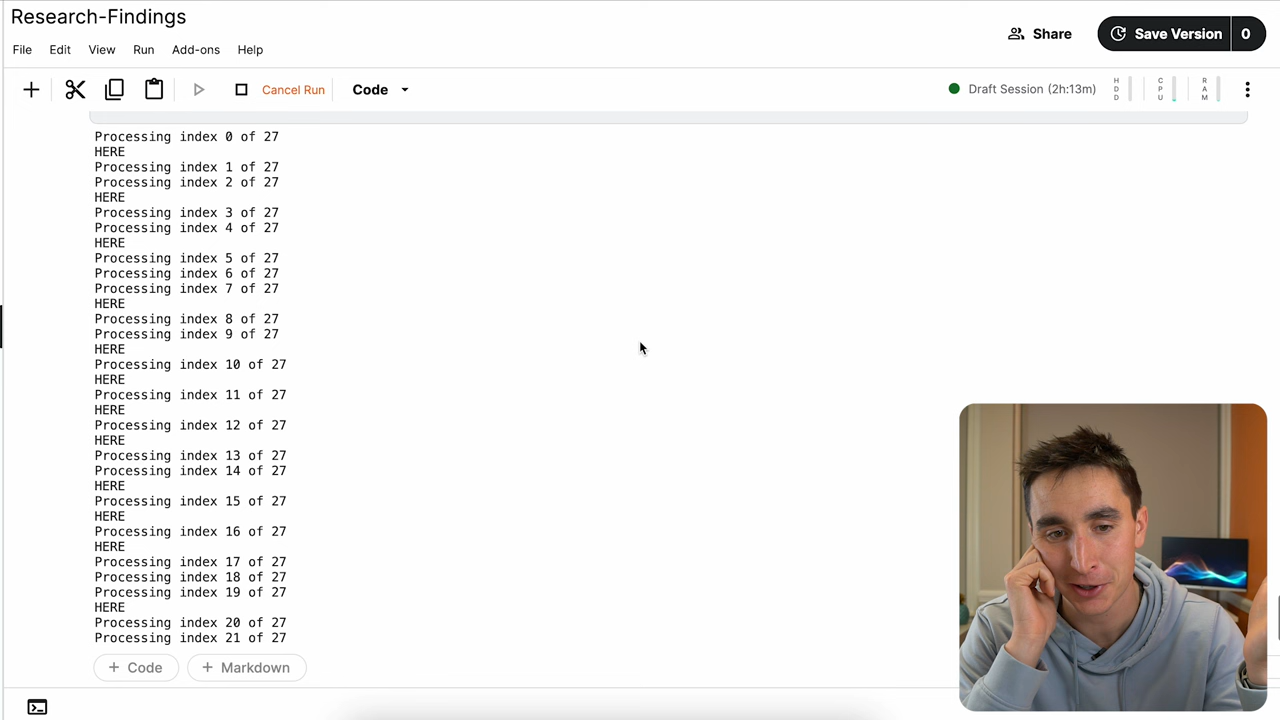 Research-Findings
File Edit View Run Add-ons Help
Share
Save Version 0
Cancel Run
Code
Draft Session (2h:13m)
HDD
CPU
RAM
Processing index 0 of 27
HERE
Processing index 1 of 27
Processing index 2 of 27
HERE
Processing index 3 of 27
Processing index 4 of 27
HERE
Processing index 5 of 27
Processing index 6 of 27
Processing index 7 of 27
HERE
Processing index 8 of 27
Processing index 9 of 27
HERE
Processing index 10 of 27
HERE
Processing index 11 of 27
HERE
Processing index 12 of 27
HERE
Processing index 13 of 27
Processing index 14 of 27
HERE
Processing index 15 of 27
HERE
Processing index 16 of 27
HERE
Processing index 17 of 27
Processing index 18 of 27
Processing index 19 of 27
HERE
Processing index 20 of 27
Processing index 21 of 27
+ Code + Markdown